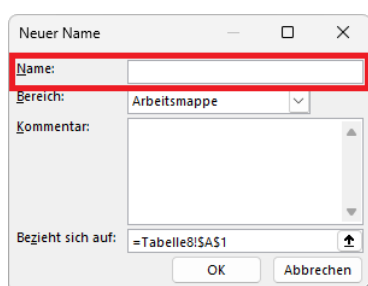 Neuer Name
Name:
Bereich: Arbeitsmappe
Kommentar:
Bezieht sich auf: =Tabelle8!$A$1
OK Abbrechen